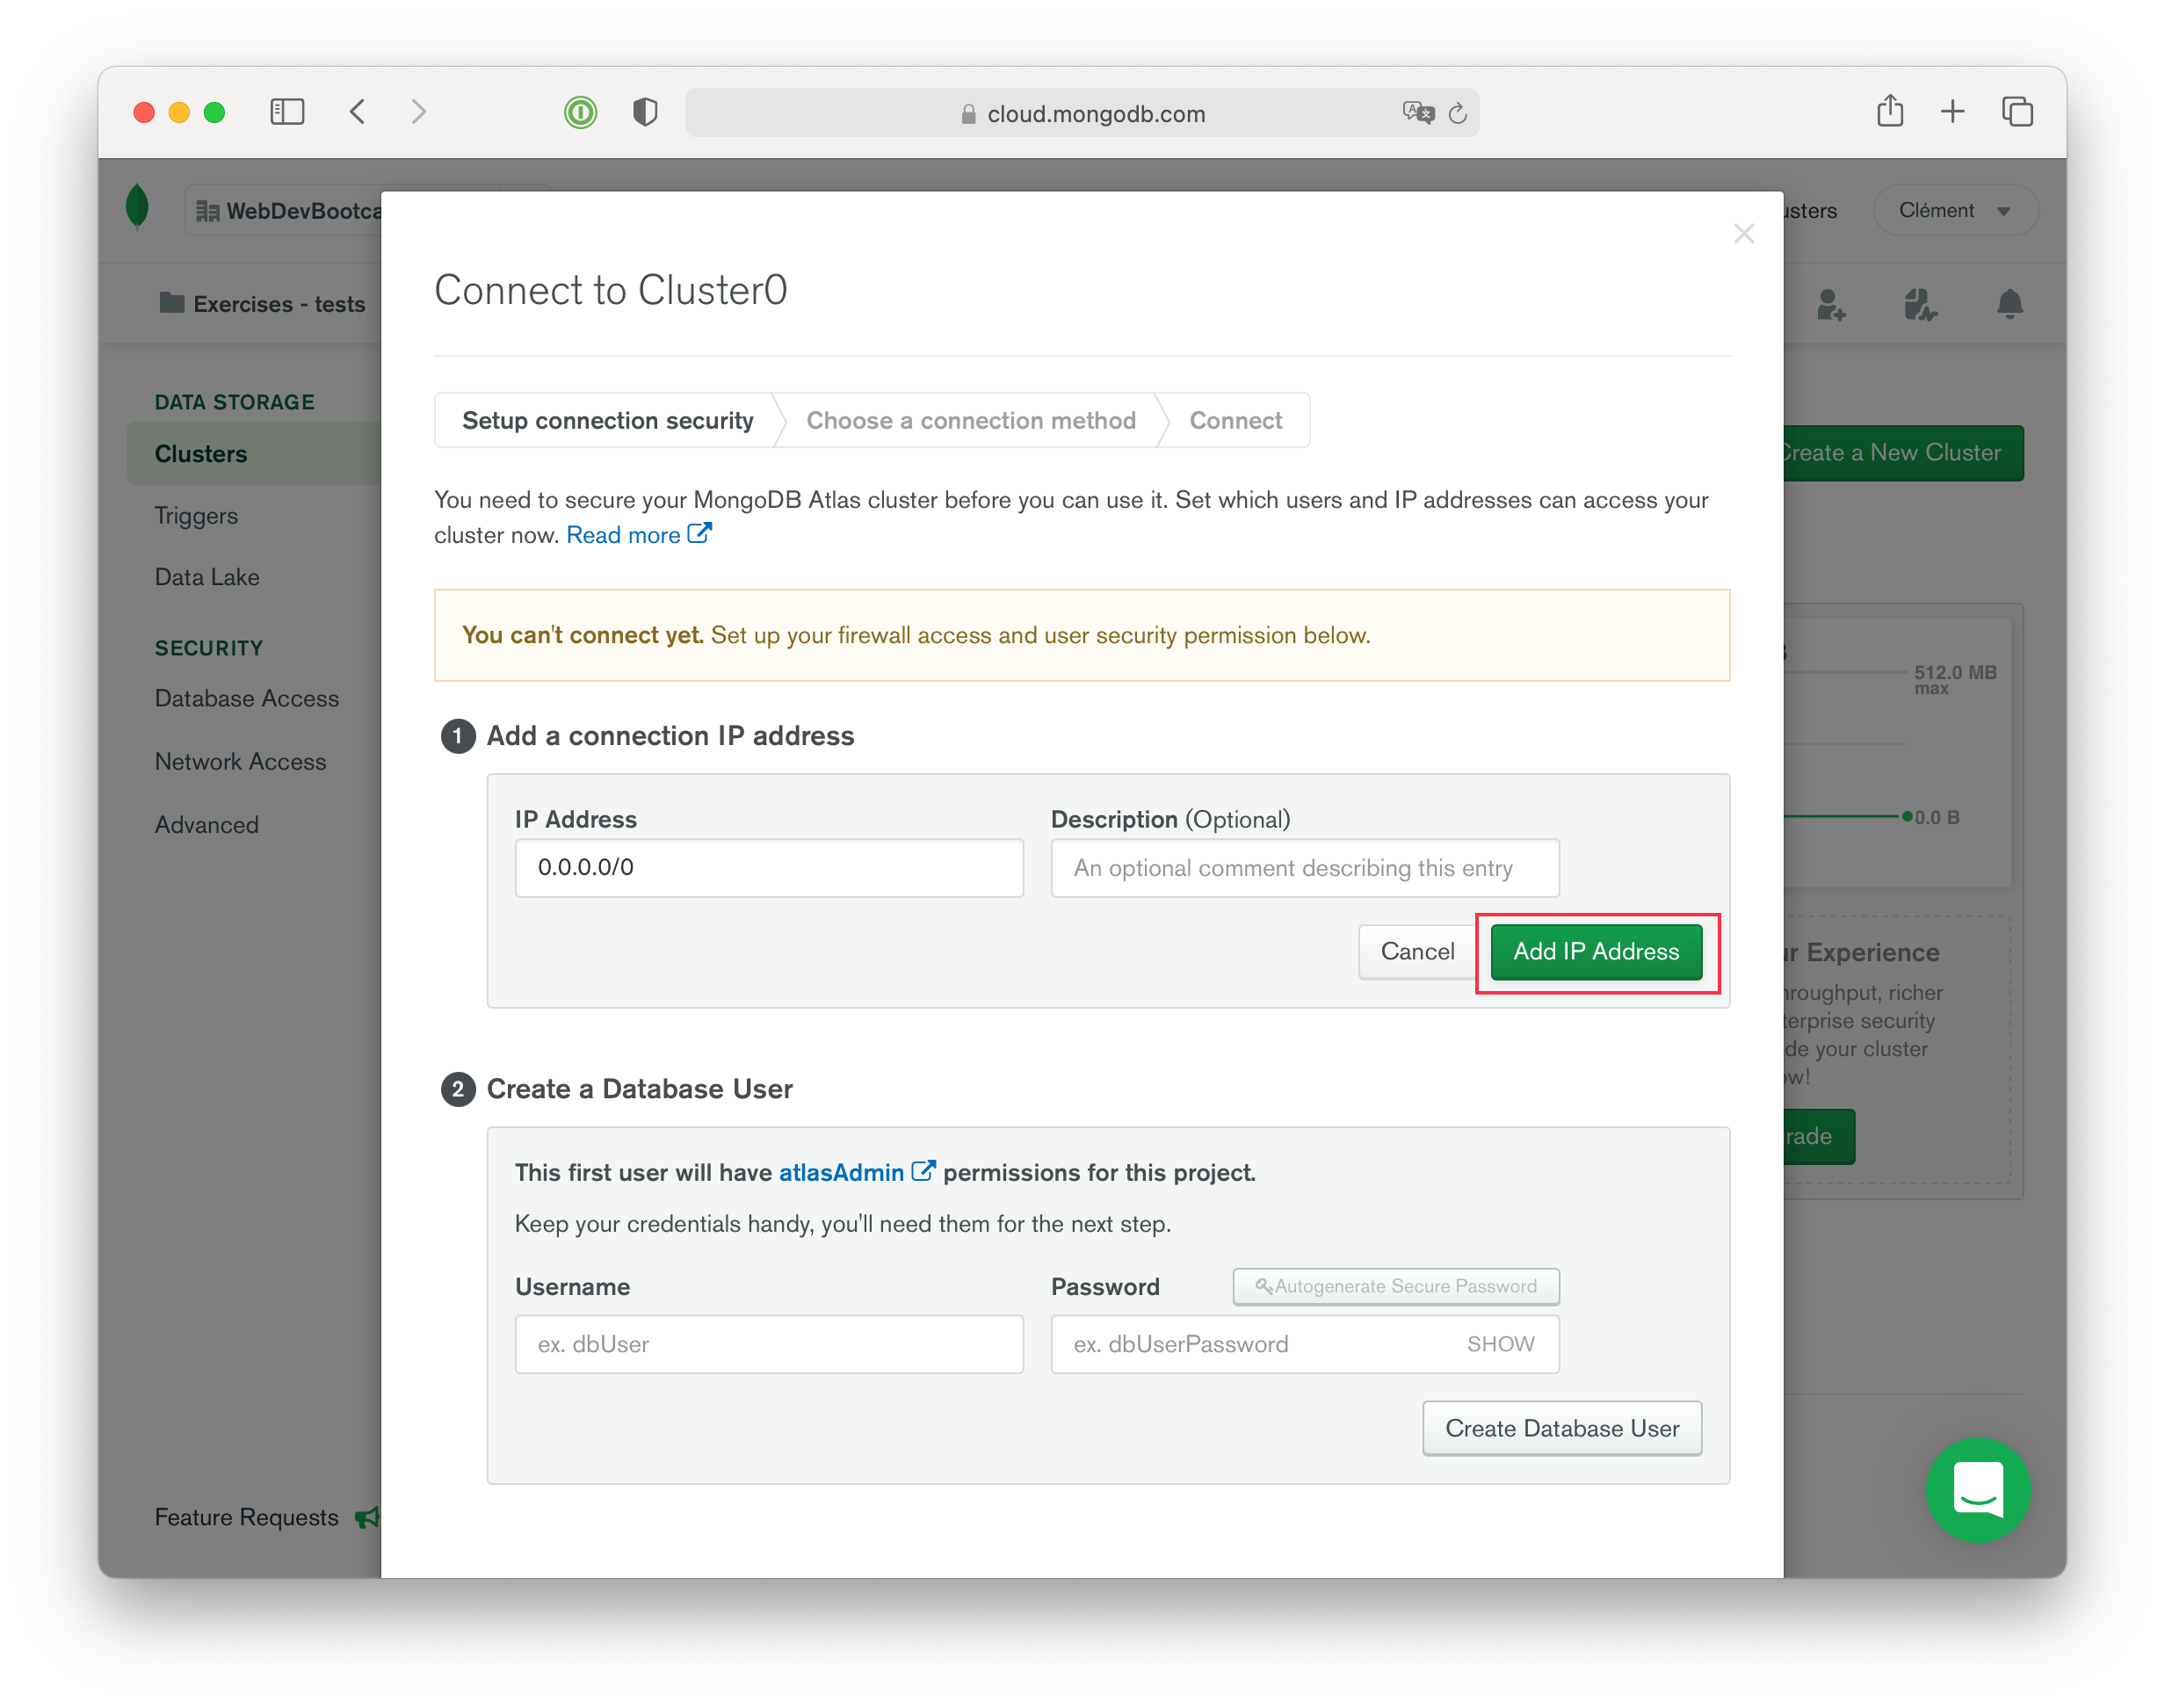 cloud.mongodb.com
WebDevBootca
usters
Clément
Exercises - tests
Connect to Cluster0
DATA STORAGE
Clusters
Triggers
Data Lake
SECURITY
Database Access
Network Access
Advanced
Feature Requests
Setup connection security
Choose a connection method
Connect
You need to secure your MongoDB Atlas cluster before you can use it. Set which users and IP addresses can access your
cluster now. Read more
You can't connect yet. Set up your firewall access and user security permission below.
1 Add a connection IP address
IP Address
Description (Optional)
0.0.0.0/0
An optional comment describing this entry
Cancel
Add IP Address
2 Create a Database User
This first user will have atlasAdmin permissions for this project.
Keep your credentials handy, you'll need them for the next step.
Username
Password
Autogenerate Secure Password
ex. dbUser
ex. dbUserPassword
SHOW
Create Database User
Create a New Cluster
512.0 MB
max
0.0 B
ur Experience
hroughput, richer
terprise security
de your cluster
ow!
rade